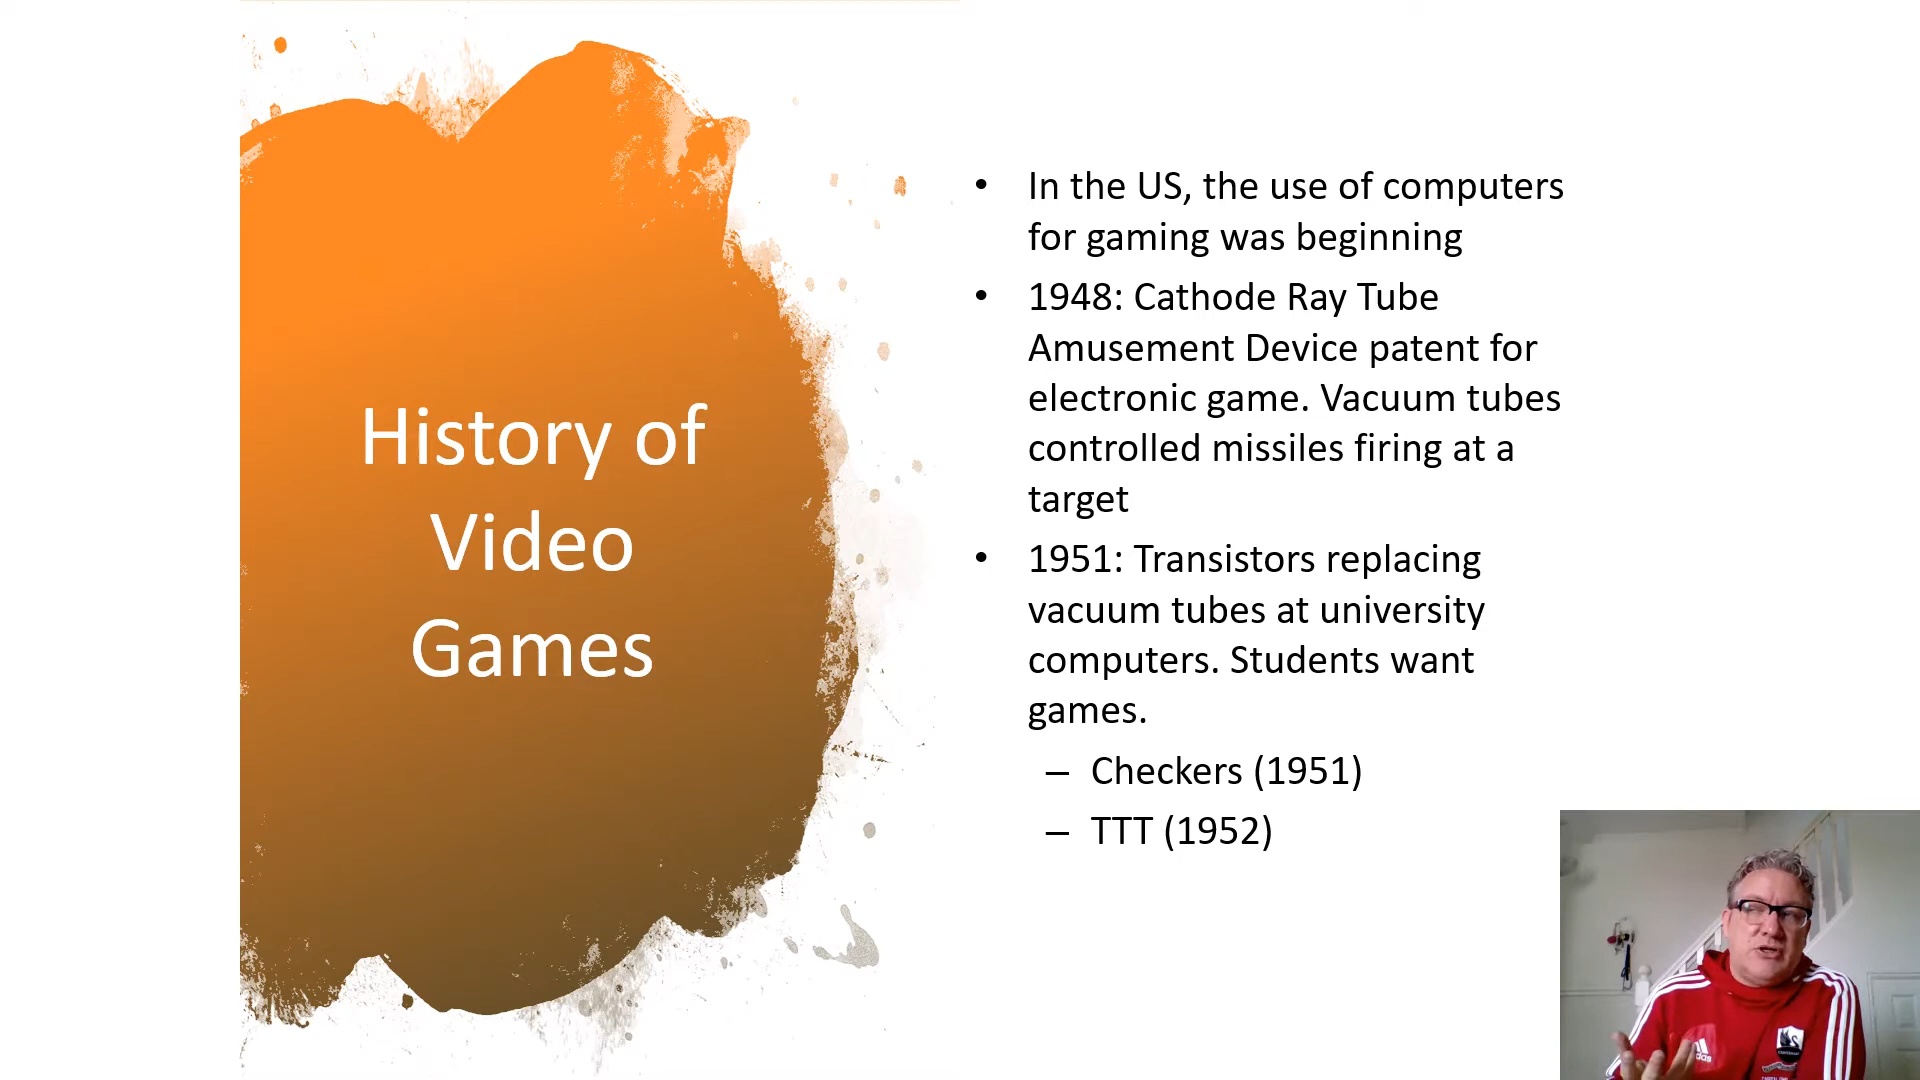 History of
Video
Games
• In the US, the use of computers
for gaming was beginning
• 1948: Cathode Ray Tube
Amusement Device patent for
electronic game. Vacuum tubes
controlled missiles firing at a
target
• 1951: Transistors replacing
vacuum tubes at university
computers. Students want
games.
– Checkers (1951)
– TTT (1952)
adidas